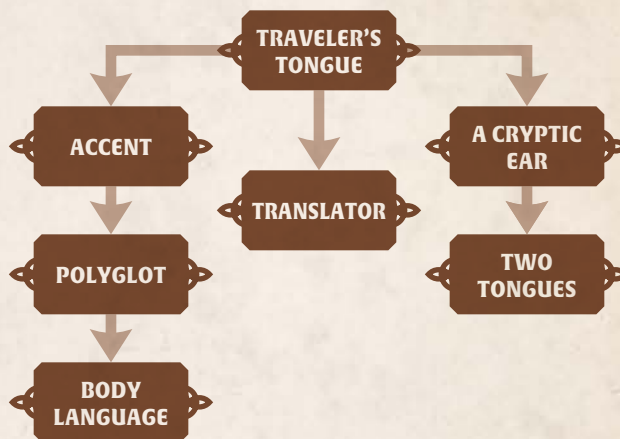 TRAVELER'S
TONGUE
ACCENT
A CRYPTIC
EAR
TRANSLATOR
POLYGLOT
TWO
TONGUES
BODY
LANGUAGE